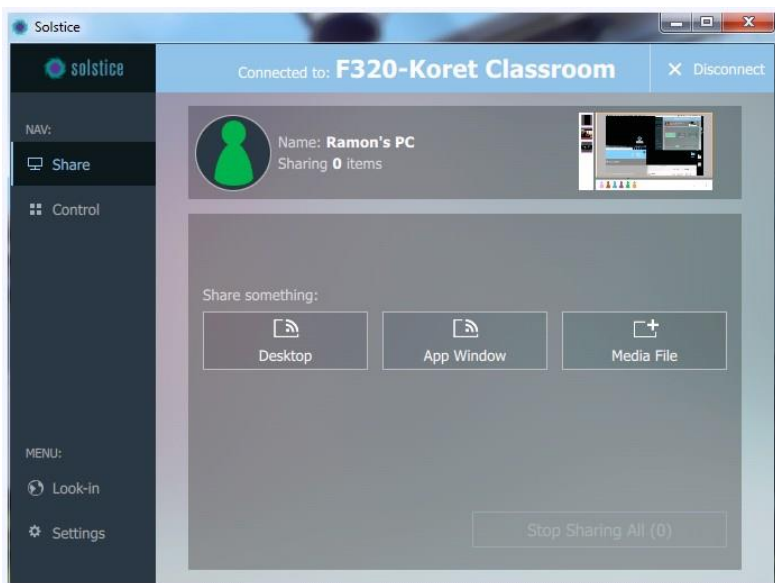 Solstice
solstice
Connected to: F320-Koret Classroom
Disconnect
NAV:
Share
Control
Name: Ramon's PC
Sharing 0 items
Share something:
Desktop
App Window
Media File
MENU:
Look-in
Settings
Stop Sharing All (0)